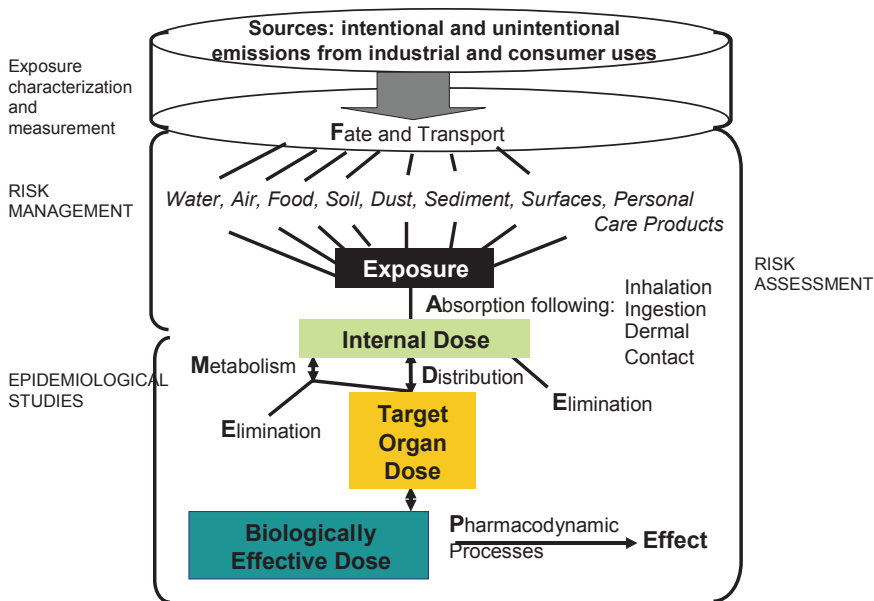 Sources: intentional and unintentional
emissions from industrial and consumer uses
Exposure
characterization
and
measurement
Fate and Transport
RISK
MANAGEMENT
Water, Air, Food, Soil, Dust, Sediment, Surfaces, Personal
Care Products
Exposure
RISK
ASSESSMENT
Absorption following:
Inhalation
Ingestion
Dermal
Contact
Internal Dose
Metabolism
Distribution
EPIDEMIOLOGICAL
STUDIES
Elimination
Elimination
Target
Organ
Dose
Biologically
Effective Dose
Pharmacodynamic
Processes
Effect